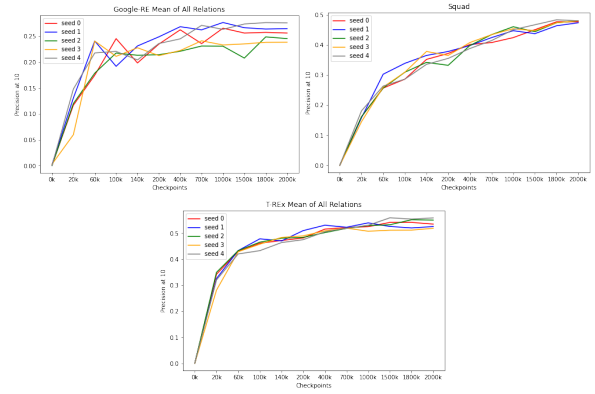 Google-RE Mean of All Relations
Precision at 10
0.25
0.20
0.15
0.10
0.05
0.00
seed 0
seed 1
seed 2
seed 3
seed 4
0k 20k 60k 100k 140k 200k 400k 700k 1000k 1500k 1800k 2000k
Checkpoints
Squad
Precision at 10
0.5
0.4
0.3
0.2
0.1
0.0
seed 0
seed 1
seed 2
seed 3
seed 4
0k 20k 60k 100k 140k 200k 400k 700k 1000k 1500k 1800k 2000k
Checkpoints
T-REx Mean of All Relations
Precision at 10
0.6
0.5
0.4
0.3
0.2
0.1
0.0
seed 0
seed 1
seed 2
seed 3
seed 4
0k 20k 60k 100k 140k 200k 400k 700k 1000k 1500k 1800k 2000k
Checkpoints